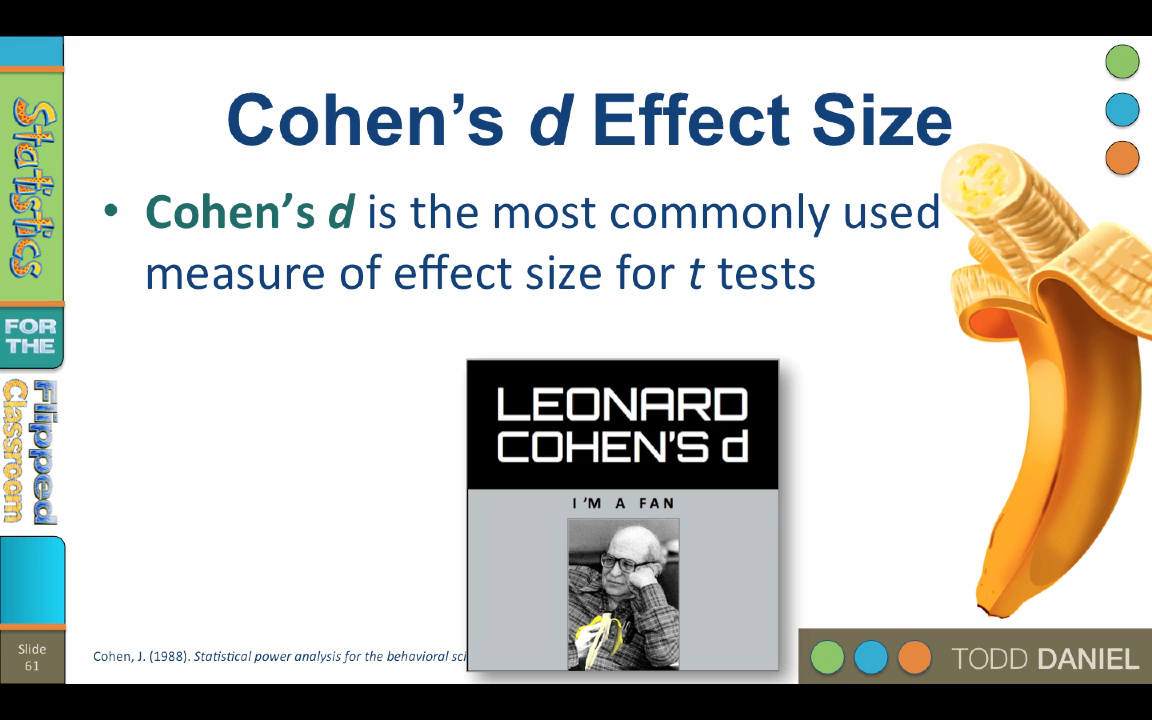 Statistics
FOR THE
Flipped
Classroom
Slide
61
Cohen’s d Effect Size
• Cohen’s d is the most commonly used
measure of effect size for t tests
LEONARD
COHEN’S d
I ’M A FAN
Cohen, J. (1988). Statistical power analysis for the behavioral sci
TODD DANIEL